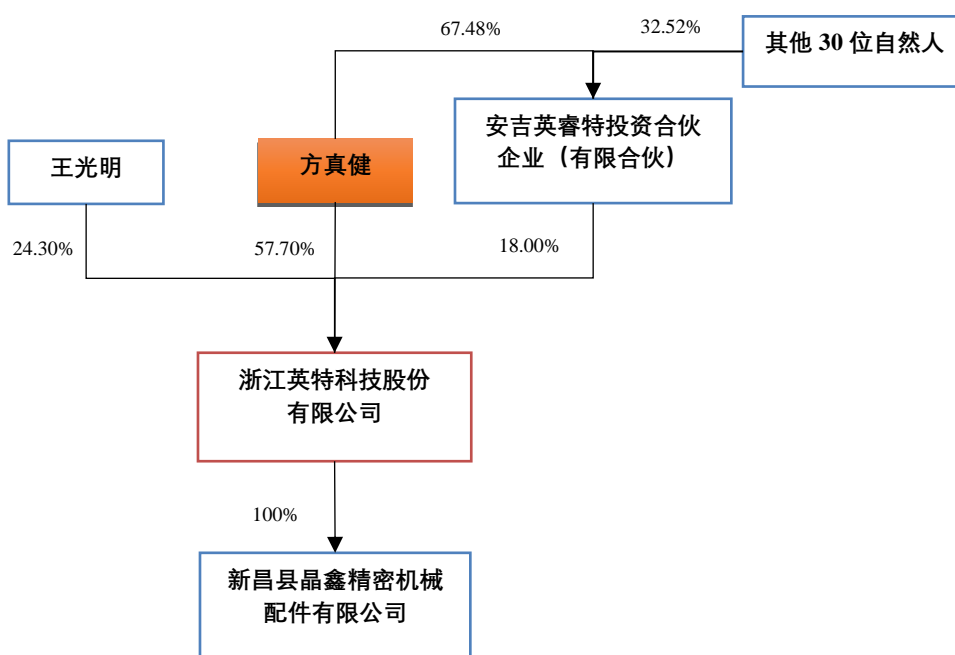 67.48%
32.52%
其他 30 位自然人
安吉英睿特投资合伙
企业（有限合伙）
王光明
方真健
24.30%
57.70%
18.00%
浙江英特科技股份
有限公司
100%
新昌县晶鑫精密机械
配件有限公司